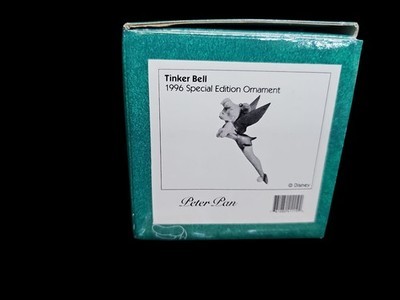 Tinker Bell
1996 Special Edition Ornament
© Disney
Peter Pan